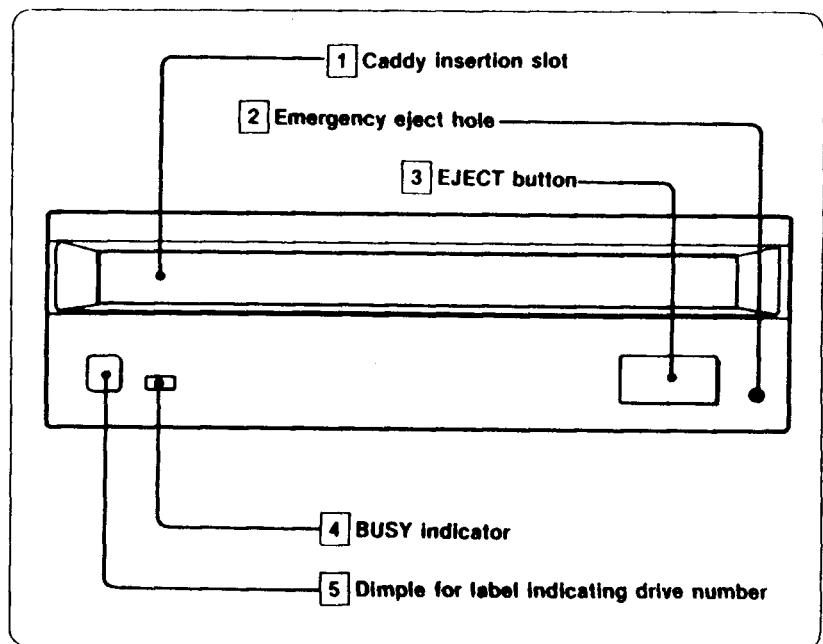 1 Caddy insertion slot
2 Emergency eject hole
3 EJECT button
4 BUSY indicator
5 Dimple for label indicating drive number